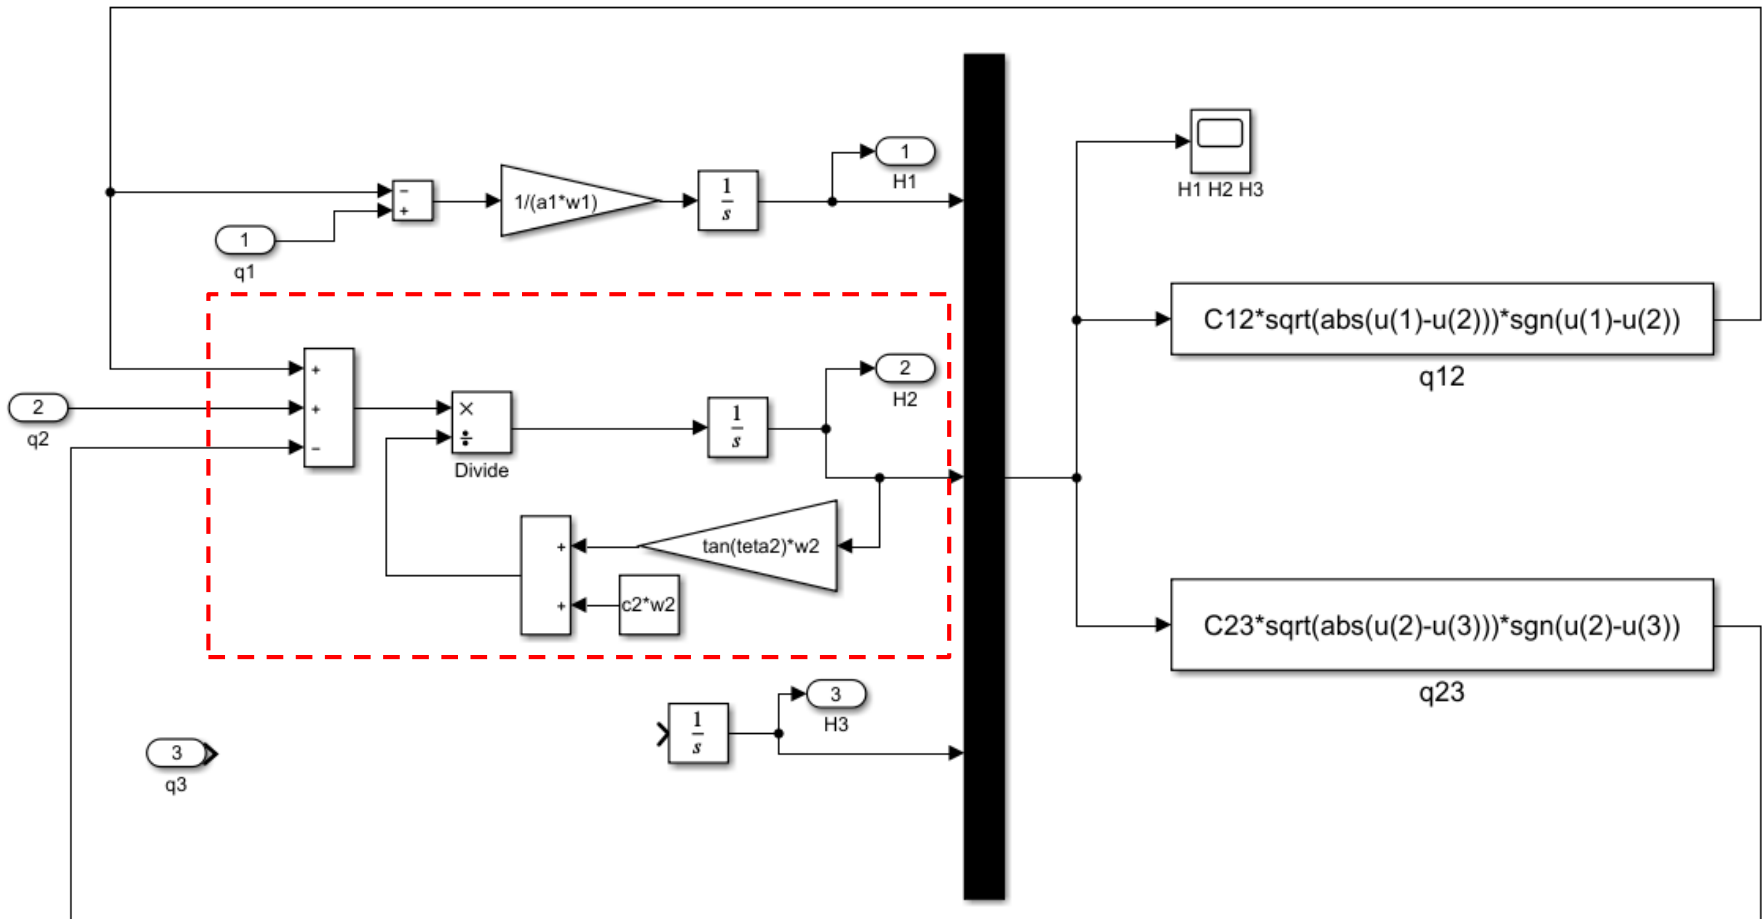 1
H1
H1 H2 H3
−
+
1/(a1*w1)
1
s
1
q1
C12*sqrt(abs(u(1)-u(2)))*sgn(u(1)-u(2))
q12
+
+
−
2
q2
×
÷
Divide
1
s
2
H2
+
+
tan(teta2)*w2
c2*w2
C23*sqrt(abs(u(2)-u(3)))*sgn(u(2)-u(3))
q23
3
q3
1
s
3
H3